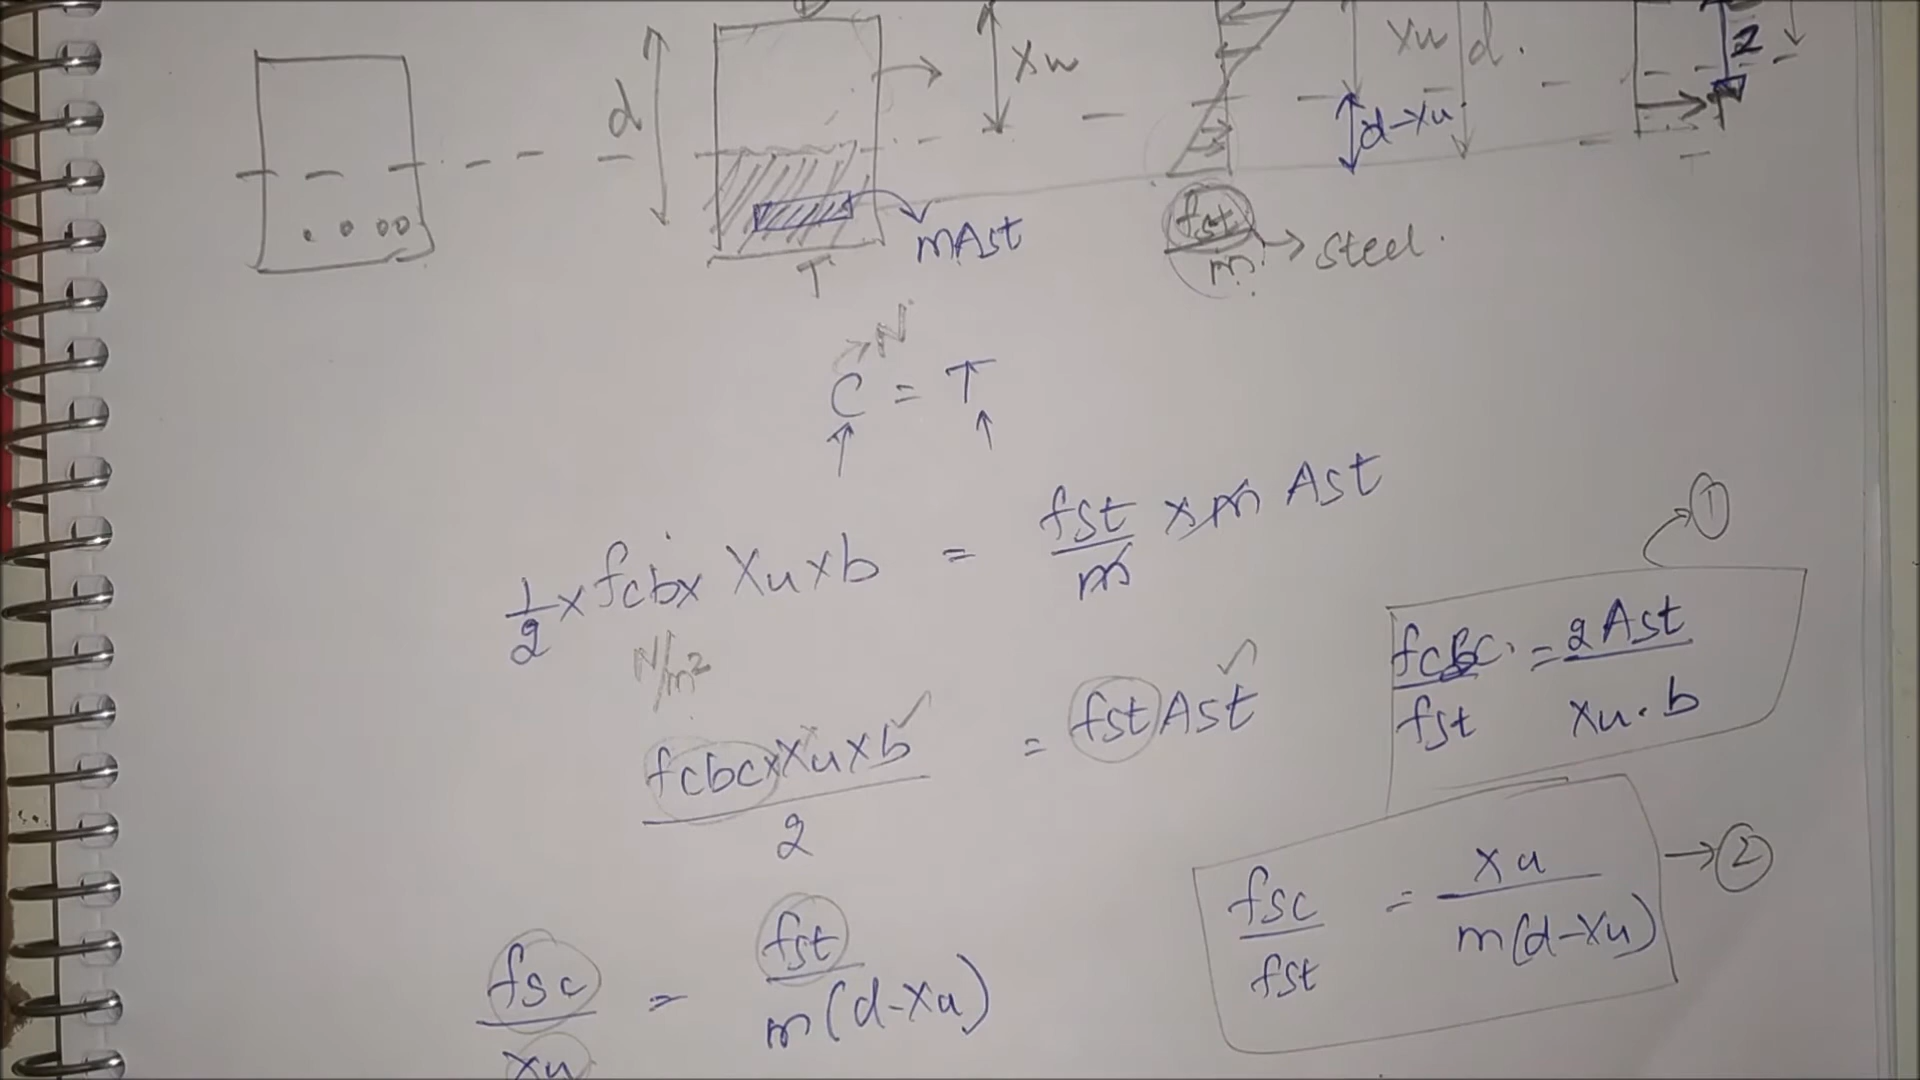 d
Xu
Xu
d.
d-Xu
z
T
mAst
T
fst/m → steel.
N
C = T
1/2 x fcbx Xu x b = fst/m x m Ast
N/m²
fcbc x Xu x b / 2 = fst Ast
fcbc/fst = 2Ast/Xu.b → 1
fsc/Xu = fst/m(d-Xu)
fsc/fst = Xu/m(d-Xu) → 2